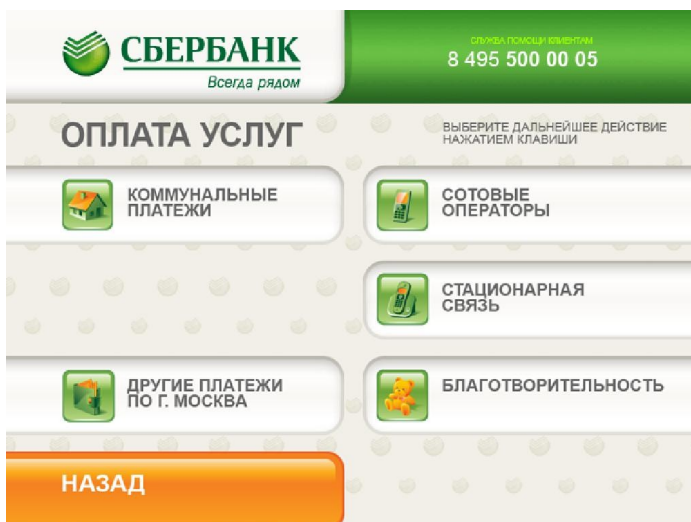 СБЕРБАНК
Всегда рядом
СЛУЖБА ПОМОЩИ КЛИЕНТАМ
8 495 500 00 05
ОПЛАТА УСЛУГ
ВЫБЕРИТЕ ДАЛЬНЕЙШЕЕ ДЕЙСТВИЕ
НАЖАТИЕМ КЛАВИШИ
КОММУНАЛЬНЫЕ
ПЛАТЕЖИ
СОТОВЫЕ
ОПЕРАТОРЫ
СТАЦИОНАРНАЯ
СВЯЗЬ
ДРУГИЕ ПЛАТЕЖИ
ПО Г. МОСКВА
БЛАГОТВОРИТЕЛЬНОСТЬ
НАЗАД